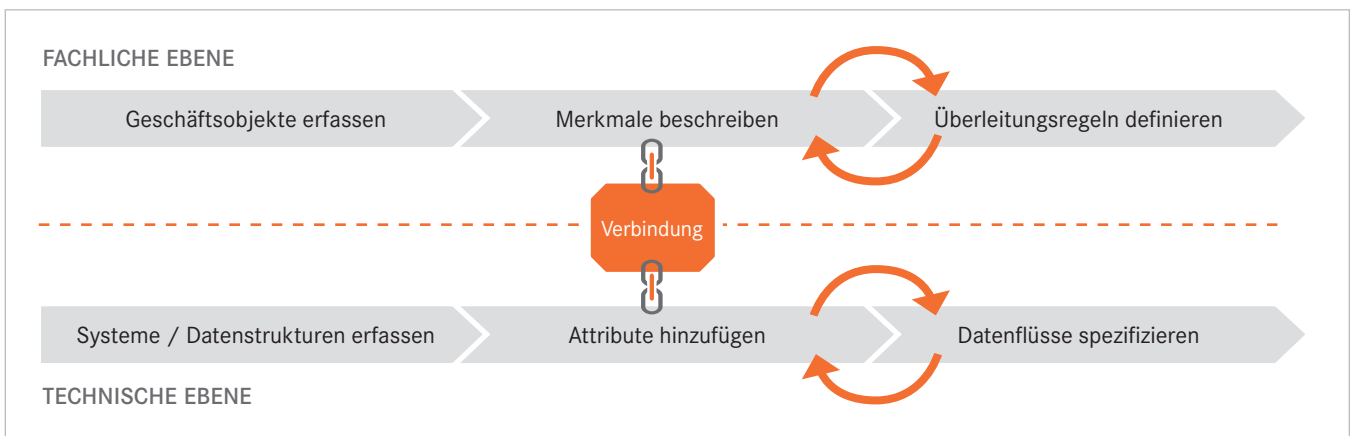 FACHLICHE EBENE
Geschäftsobjekte erfassen
Merkmale beschreiben
Überleitungsregeln definieren
Verbindung
Systeme / Datenstrukturen erfassen
Attribute hinzufügen
Datenflüsse spezifizieren
TECHNISCHE EBENE